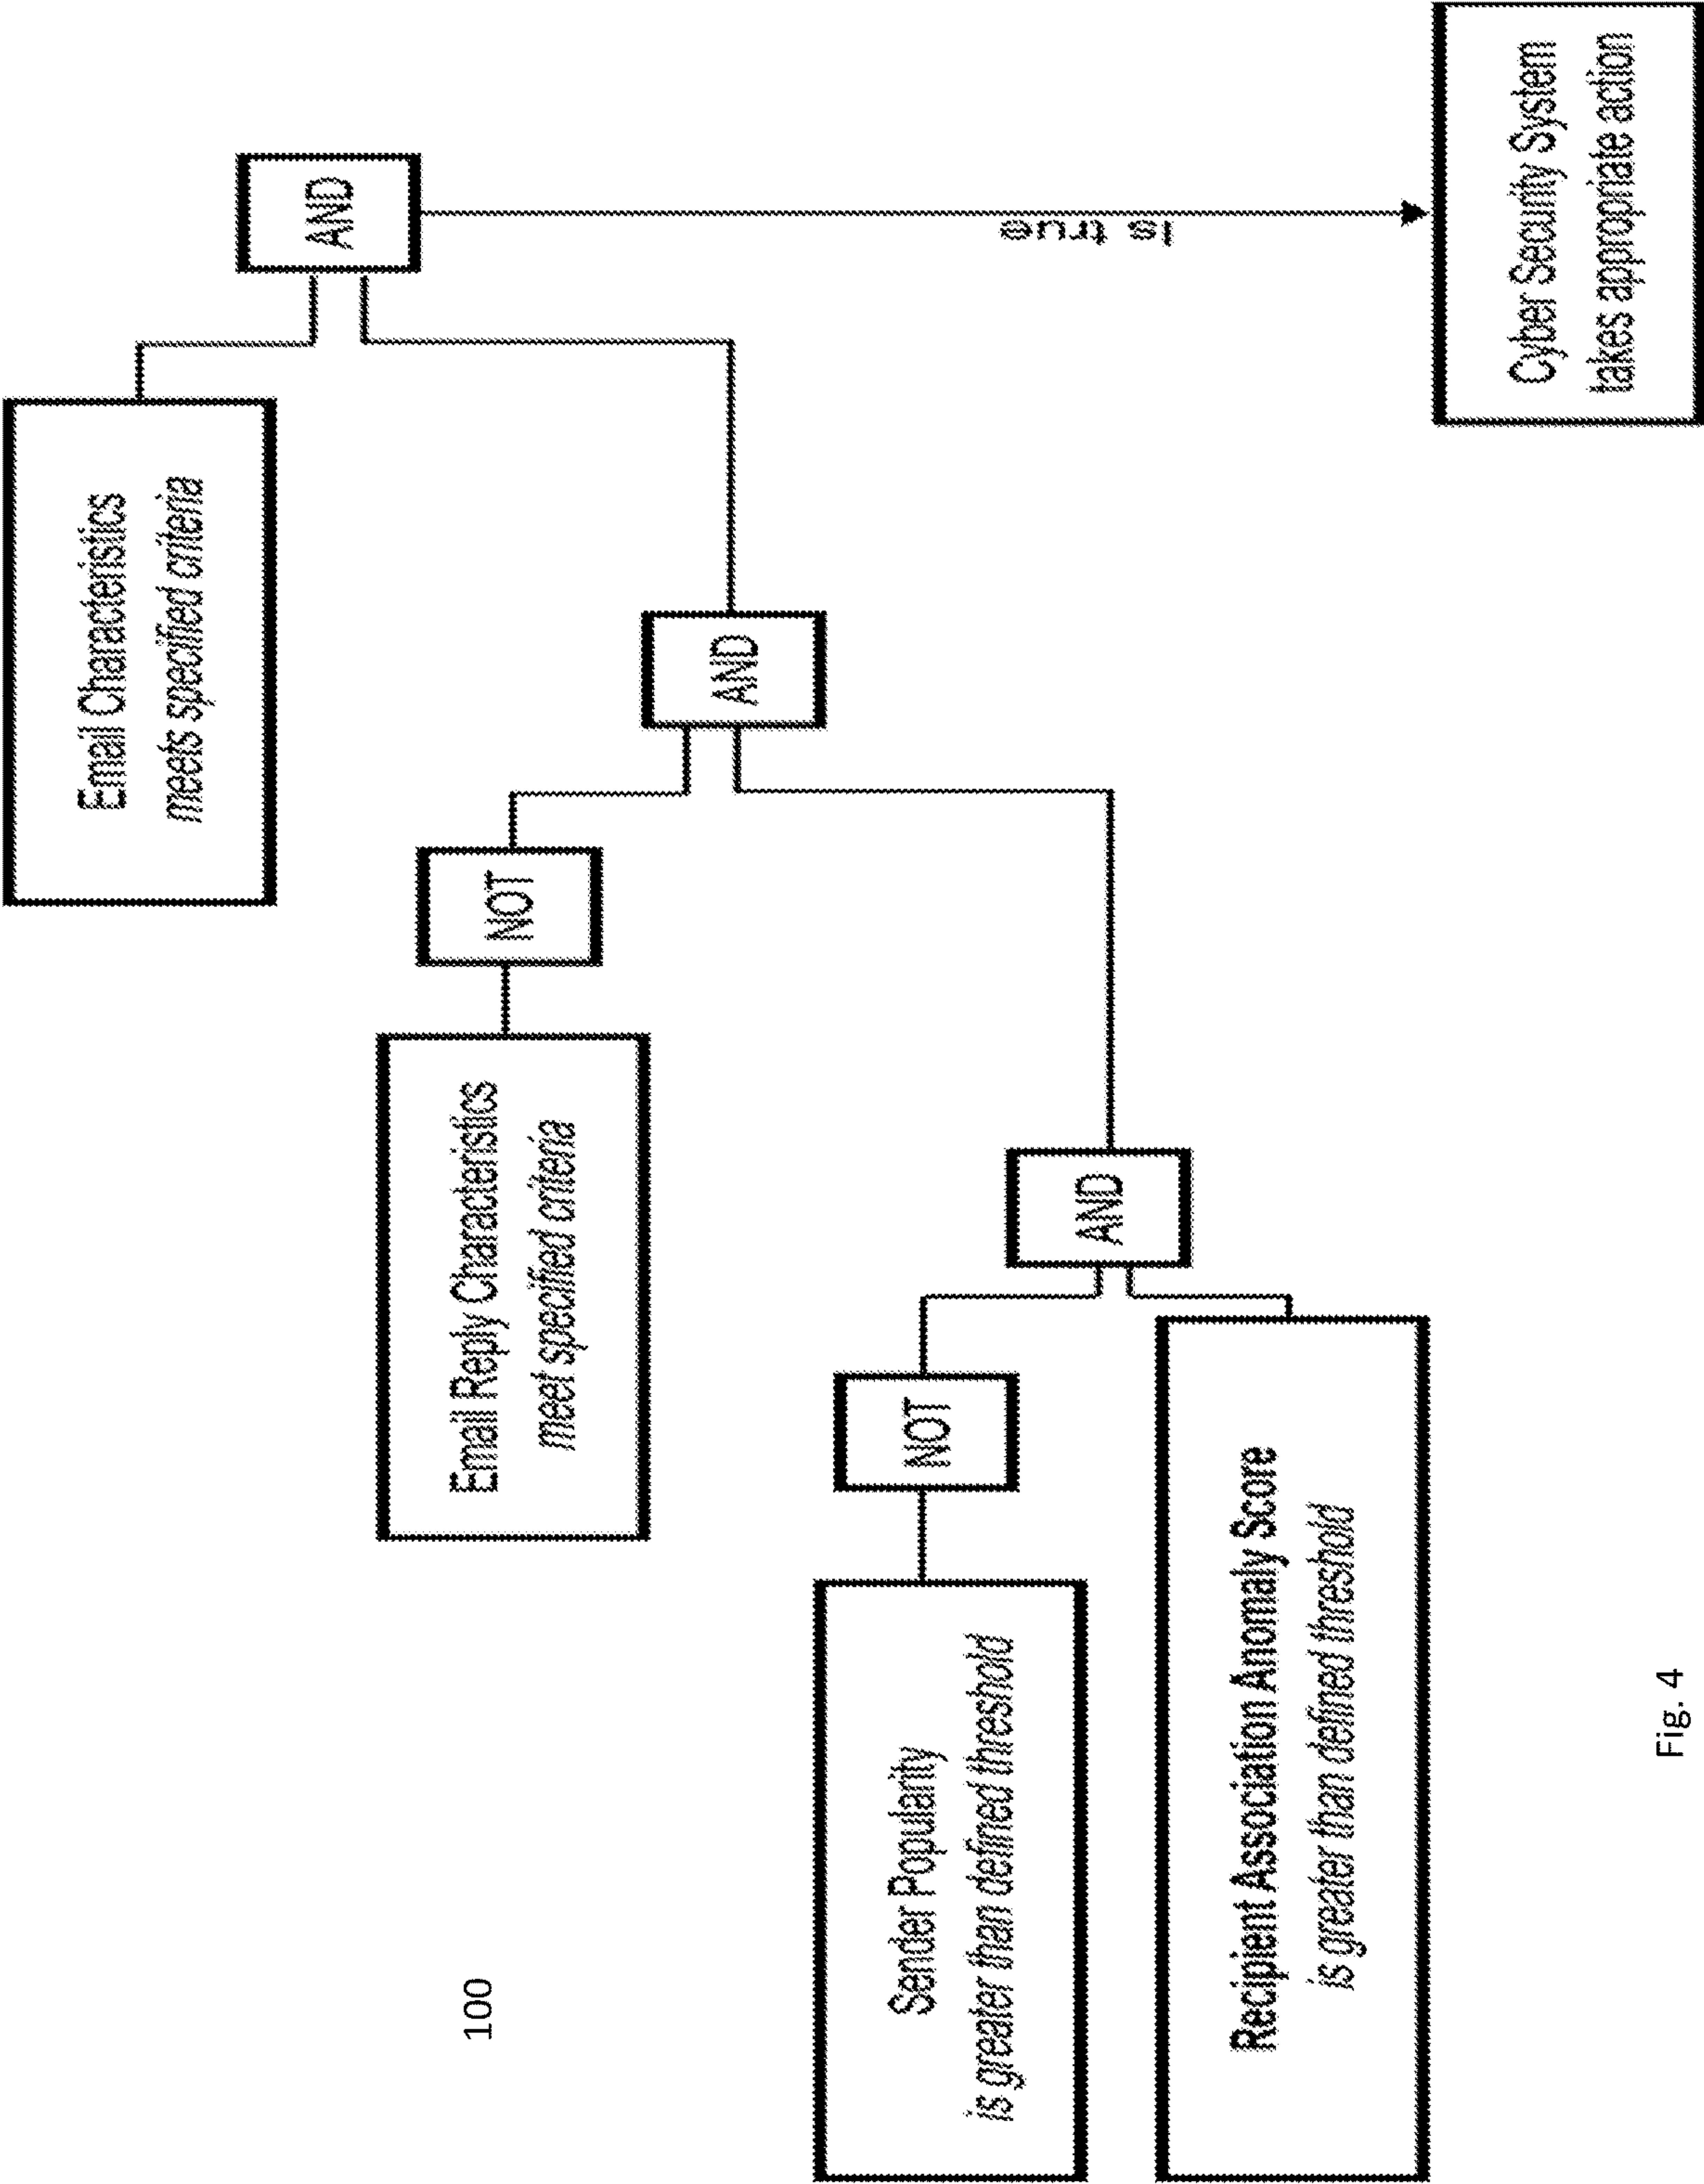 100
Sender Popularity
is greater than defined threshold
NOT
Recipient Association Anomaly Score
is greater than defined threshold
AND
Email Reply Characteristics
meet specified criteria
NOT
AND
Email Characteristics
meets specified criteria
AND
is true
Cyber Security System
takes appropriate action
Fig. 4